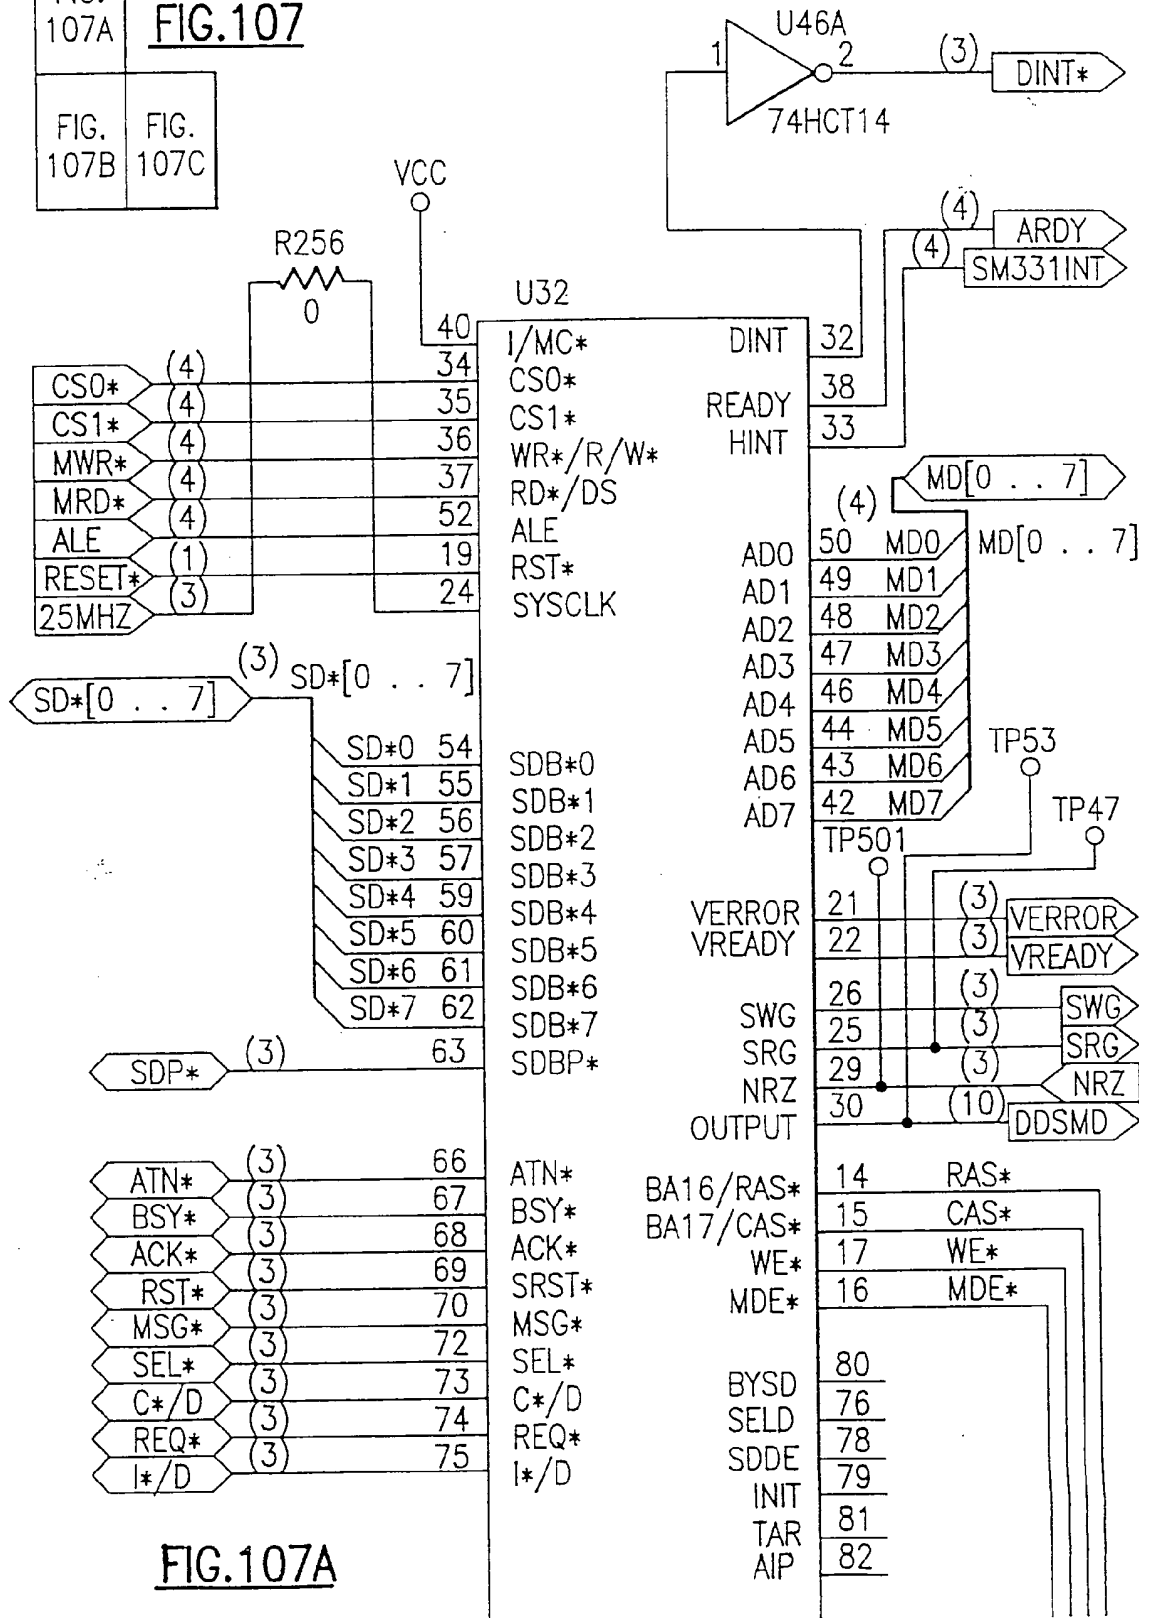 FIG.
107A
FIG.107
FIG.
107B
FIG.
107C
U46A
1
2
(3)
DINT*
74HCT14
VCC
R256
0
(4)
ARDY
(4)
SM331INT
U32
40
I/MC*
DINT
32
CS0*
(4)
34
CS0*
READY
38
CS1*
(4)
35
CS1*
HINT
33
MWR*
(4)
36
WR*/R/W*
MRD*
(4)
37
RD*/DS
ALE
(4)
52
ALE
RESET*
(1)
19
RST*
25MHZ
(3)
24
SYSCLK
MD[0 . . 7]
(4)
MD[0 . . 7]
AD0
50
MD0
AD1
49
MD1
AD2
48
MD2
AD3
47
MD3
AD4
46
MD4
AD5
44
MD5
AD6
43
MD6
AD7
42
MD7
SD*[0 . . 7]
(3)
SD*[0 . . 7]
SD*0
54
SDB*0
SD*1
55
SDB*1
SD*2
56
SDB*2
SD*3
57
SDB*3
SD*4
59
SDB*4
SD*5
60
SDB*5
SD*6
61
SDB*6
SD*7
62
SDB*7
SDP*
(3)
63
SDBP*
TP53
TP47
TP501
VERROR
21
(3)
VERROR
VREADY
22
(3)
VREADY
SWG
26
(3)
SWG
SRG
25
(3)
SRG
NRZ
29
(3)
NRZ
OUTPUT
30
(10)
DDSMD
ATN*
(3)
66
ATN*
BSY*
(3)
67
BSY*
ACK*
(3)
68
ACK*
RST*
(3)
69
SRST*
MSG*
(3)
70
MSG*
SEL*
(3)
72
SEL*
C*/D
(3)
73
C*/D
REQ*
(3)
74
REQ*
I*/D
(3)
75
I*/D
BA16/RAS*
14
RAS*
BA17/CAS*
15
CAS*
WE*
17
WE*
MDE*
16
MDE*
BYSD
80
SELD
76
SDDE
78
INIT
79
TAR
81
AIP
82
FIG.107A